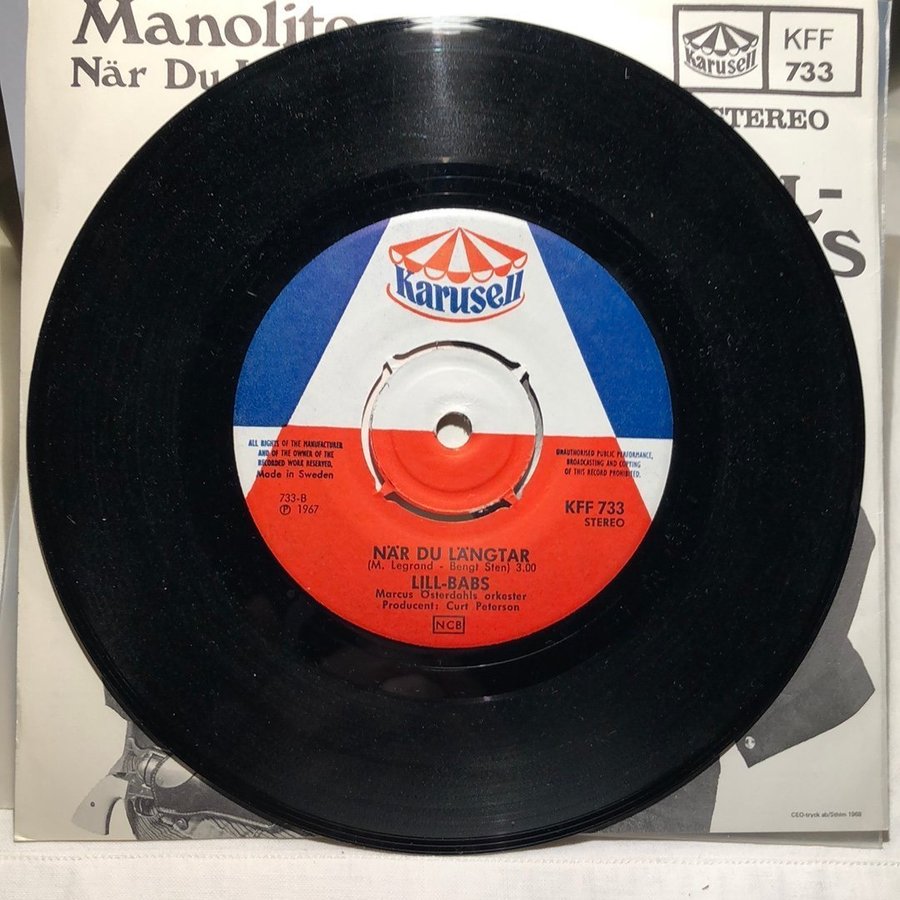 Manolito
När Du
Karusell
KFF
733
STEREO
L-
S
Karusell
ALL RIGHTS OF THE MANUFACTURER
AND OF THE OWNER OF THE
RECORDED WORK RESERVED.
Made in Sweden
UNAUTHORISED PUBLIC PERFORMANCE,
BROADCASTING AND COPYING
OF THIS RECORD PROHIBITED.
733-B
Ⓟ 1967
KFF 733
STEREO
NÄR DU LÄNGTAR
(M. Legrand - Bengt Sten) 3.00
LILL-BABS
Marcus Österdahls orkester
Producent: Curt Peterson
NCB
CEO-tryck ab/Sthlm 1968